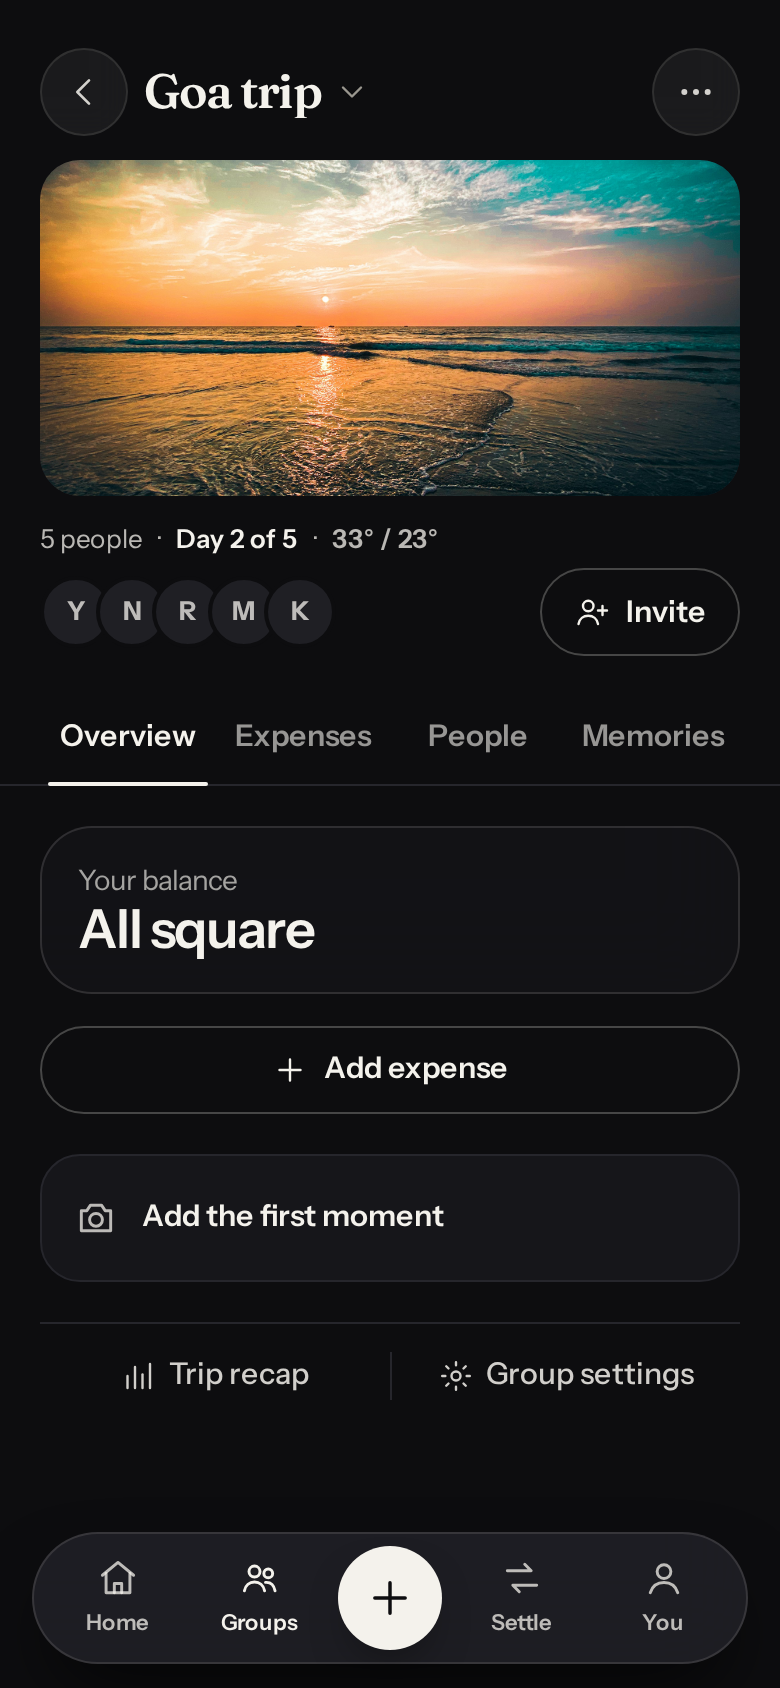 Goa trip
5 people · Day 2 of 5 · 33° / 23°
Y N R M K
Invite
Overview Expenses People Memories
Your balance
All square
Add expense
Add the first moment
Trip recap Group settings
Home Groups Settle You